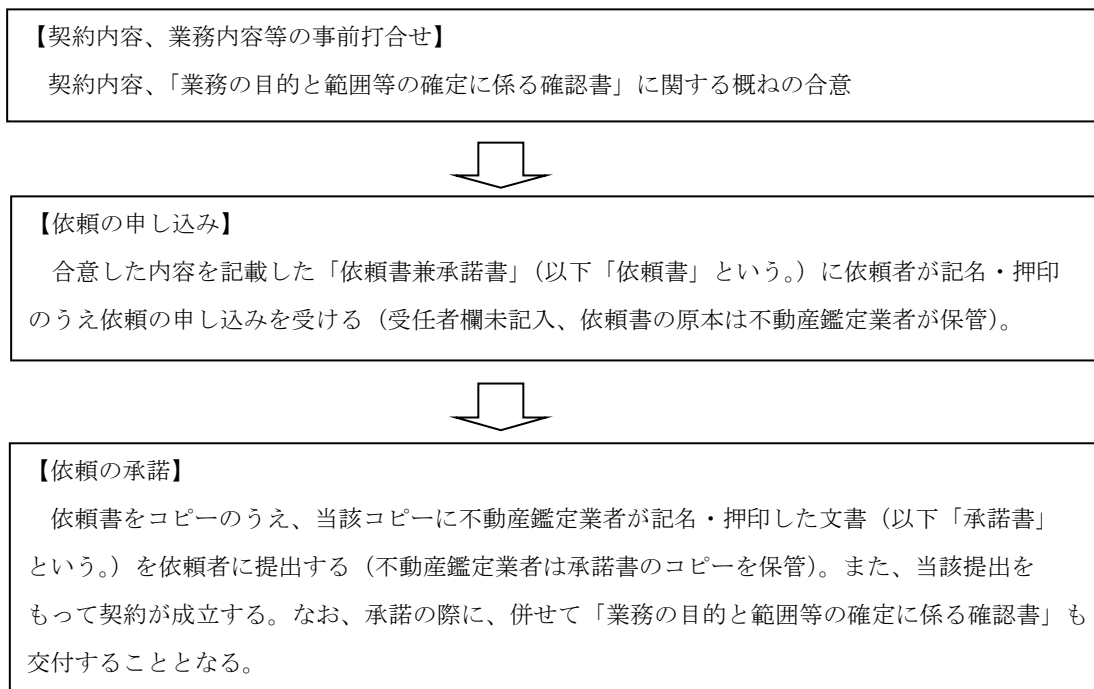 【契約内容、業務内容等の事前打合せ】
契約内容、「業務の目的と範囲等の確定に係る確認書」に関する概ねの合意
【依頼の申し込み】
合意した内容を記載した「依頼書兼承諾書」（以下「依頼書」という。）に依頼者が記名・押印
のうえ依頼の申し込みを受ける（受任者欄未記入、依頼書の原本は不動産鑑定業者が保管）。
【依頼の承諾】
依頼書をコピーのうえ、当該コピーに不動産鑑定業者が記名・押印した文書（以下「承諾書」
という。）を依頼者に提出する（不動産鑑定業者は承諾書のコピーを保管）。また、当該提出を
もって契約が成立する。なお、承諾の際に、併せて「業務の目的と範囲等の確定に係る確認書」も
交付することとなる。